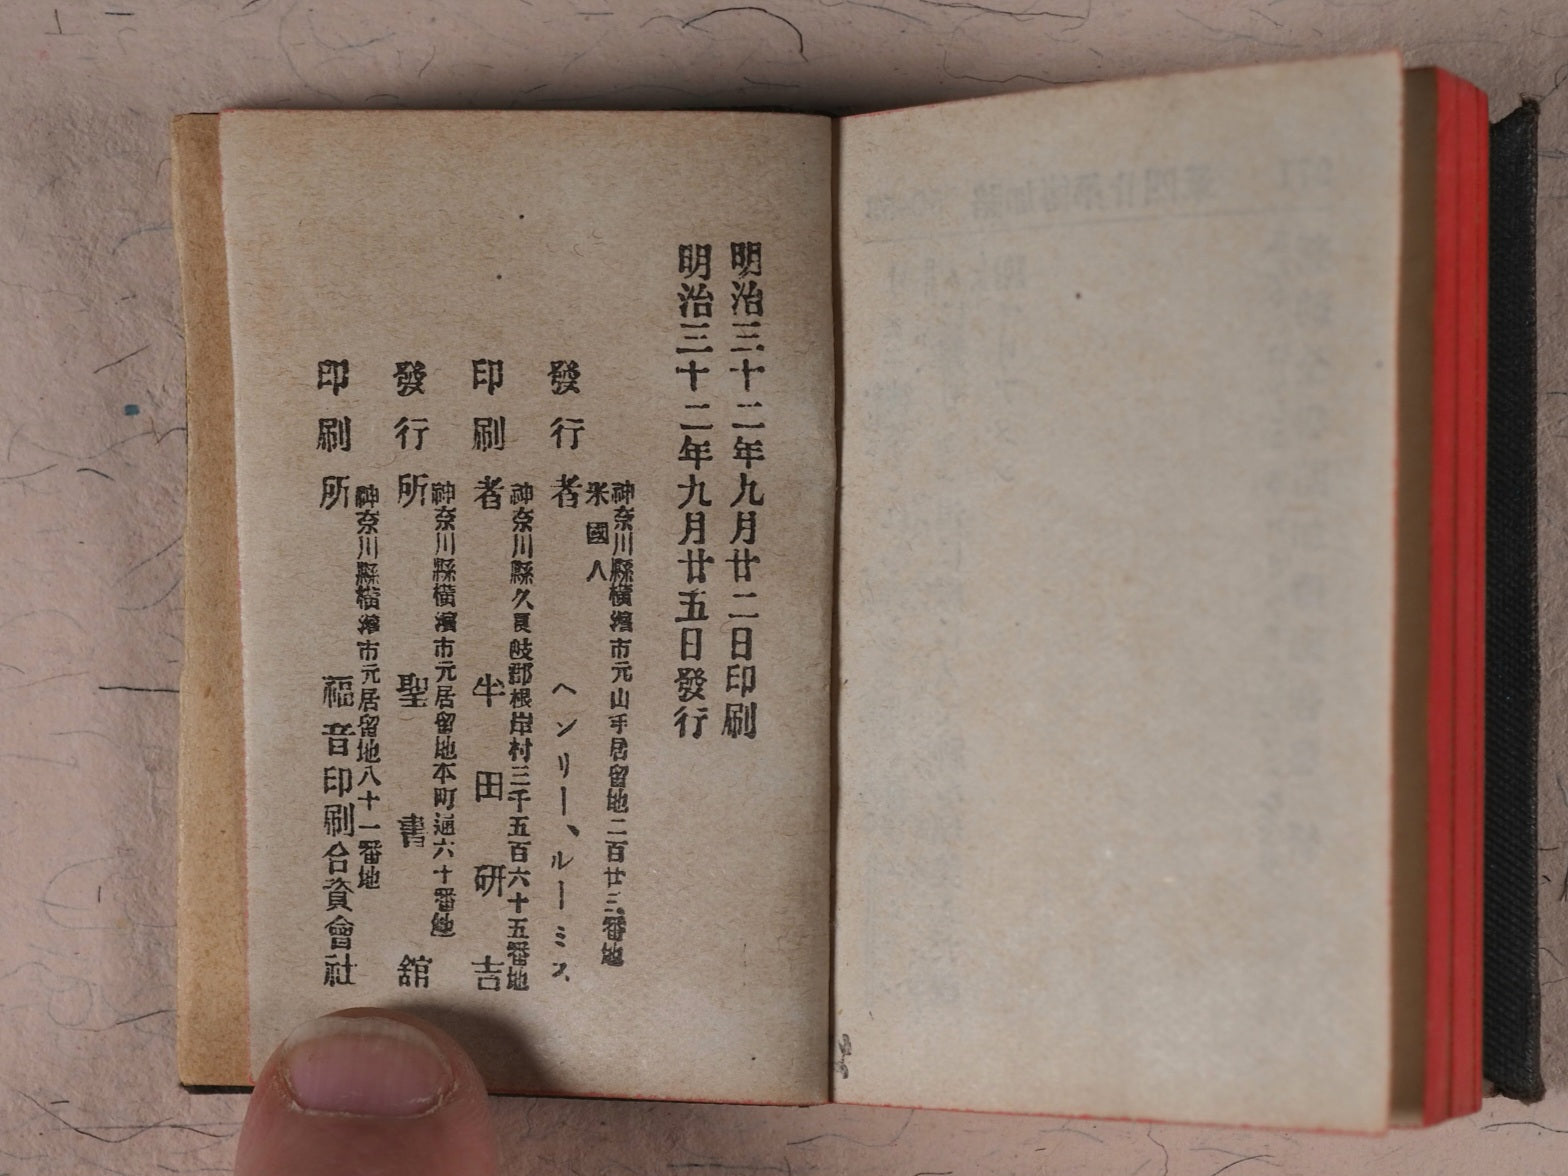 明治三十二年九月廿二日印刷
明治三十二年九月廿五日發行
神奈川縣橫濱市元山手居留地二百廿三番地
米國人
發行者 ヘンリー、ルーミス
神奈川縣久良岐郡根岸村三千五百六十五番地
印刷者 半田研吉
神奈川縣橫濱市元居留地本町通六十番地
發行所 聖書舘
神奈川縣橫濱市元居留地八十一番地
印刷所 福音印刷合資會社